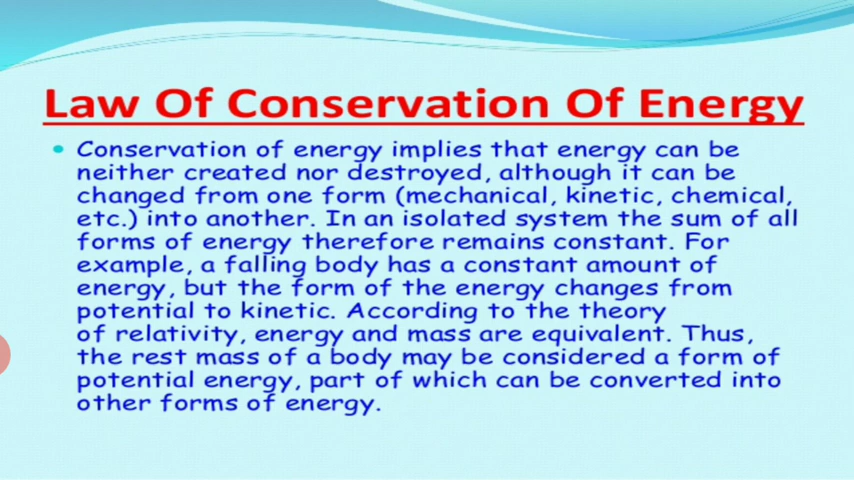 Law Of Conservation Of Energy
Conservation of energy implies that energy can be
neither created nor destroyed, although it can be
changed from one form (mechanical, kinetic, chemical,
etc.) into another. In an isolated system the sum of all
forms of energy therefore remains constant. For
example, a falling body has a constant amount of
energy, but the form of the energy changes from
potential to kinetic. According to the theory
of relativity, energy and mass are equivalent. Thus,
the rest mass of a body may be considered a form of
potential energy, part of which can be converted into
other forms of energy.